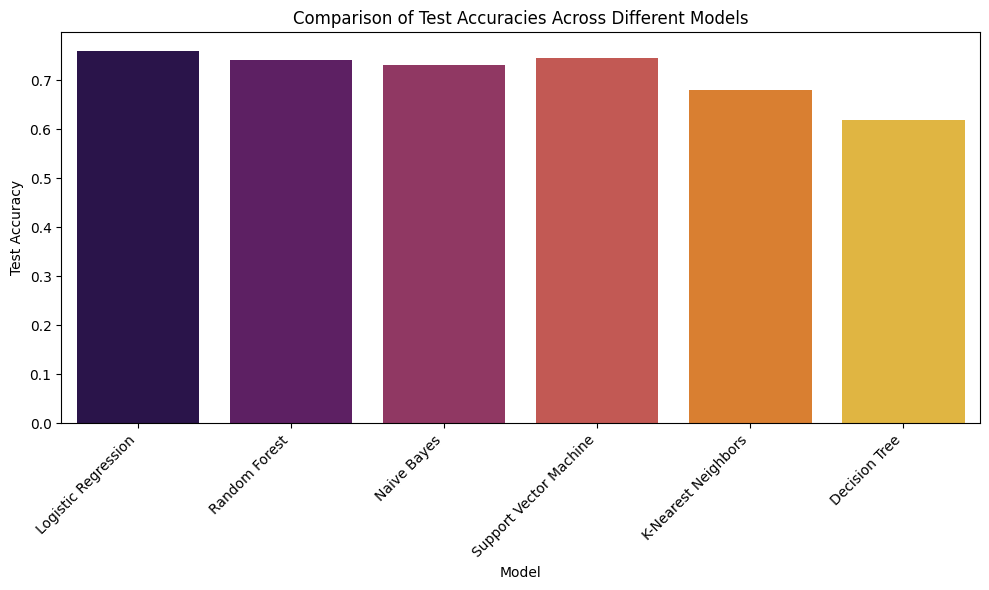 Comparison of Test Accuracies Across Different Models
Test Accuracy
0.7
0.6
0.5
0.4
0.3
0.2
0.1
0.0
Logistic Regression
Random Forest
Naive Bayes
Support Vector Machine
K-Nearest Neighbors
Decision Tree
Model